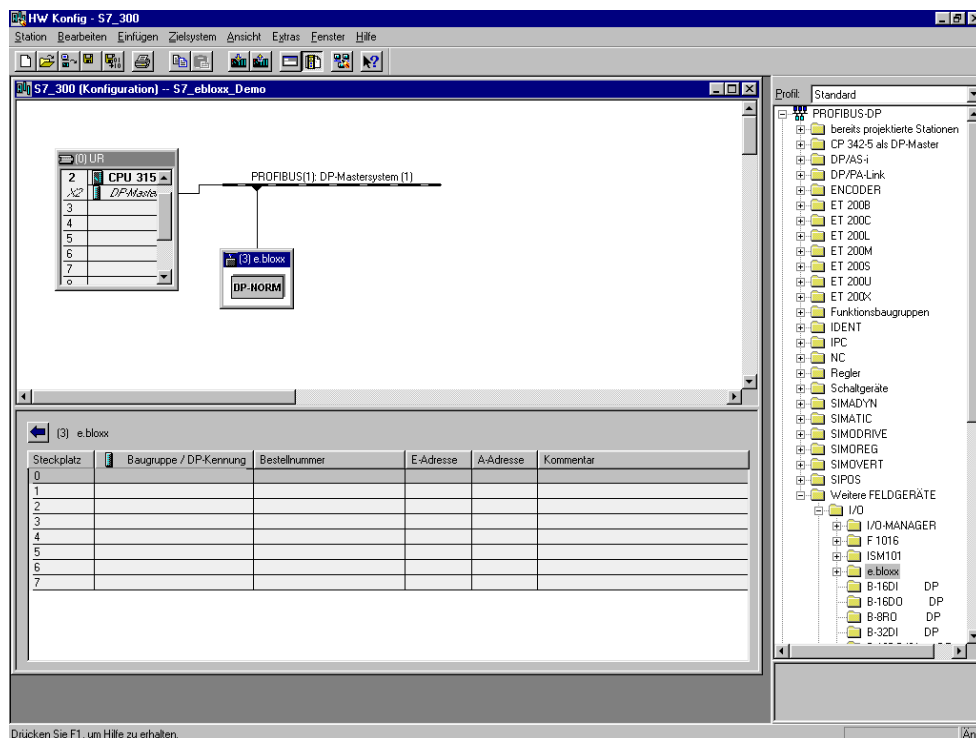 HW Konfig - S7_300
Station Bearbeiten Einfügen Zielsystem Ansicht Extras Fenster Hilfe
S7_300 (Konfiguration) -- S7_ebloxx_Demo
(0) UR
2 CPU 315
X2 DP-Maste
3
4
5
6
7
PROFIBUS(1): DP-Mastersystem (1)
(3) e.bloxx
DP-NORM
(3) e.bloxx
Steckplatz Baugruppe / DP-Kennung Bestellnummer E-Adresse A-Adresse Kommentar
0
1
2
3
4
5
6
7
Profil: Standard
PROFIBUS-DP
bereits projektierte Stationen
CP 342-5 als DP-Master
DP/AS-i
DP/PA-Link
ENCODER
ET 200B
ET 200C
ET 200L
ET 200M
ET 200S
ET 200U
ET 200X
Funktionsbaugruppen
IDENT
IPC
NC
Regler
Schaltgeräte
SIMADYN
SIMATIC
SIMODRIVE
SIMOREG
SIMOVERT
SIPOS
Weitere FELDGERÄTE
I/O
I/O-MANAGER
F 1016
ISM101
e.bloxx
B-16DI DP
B-16DO DP
B-8RO DP
B-32DI DP
Drücken Sie F1, um Hilfe zu erhalten.
Än